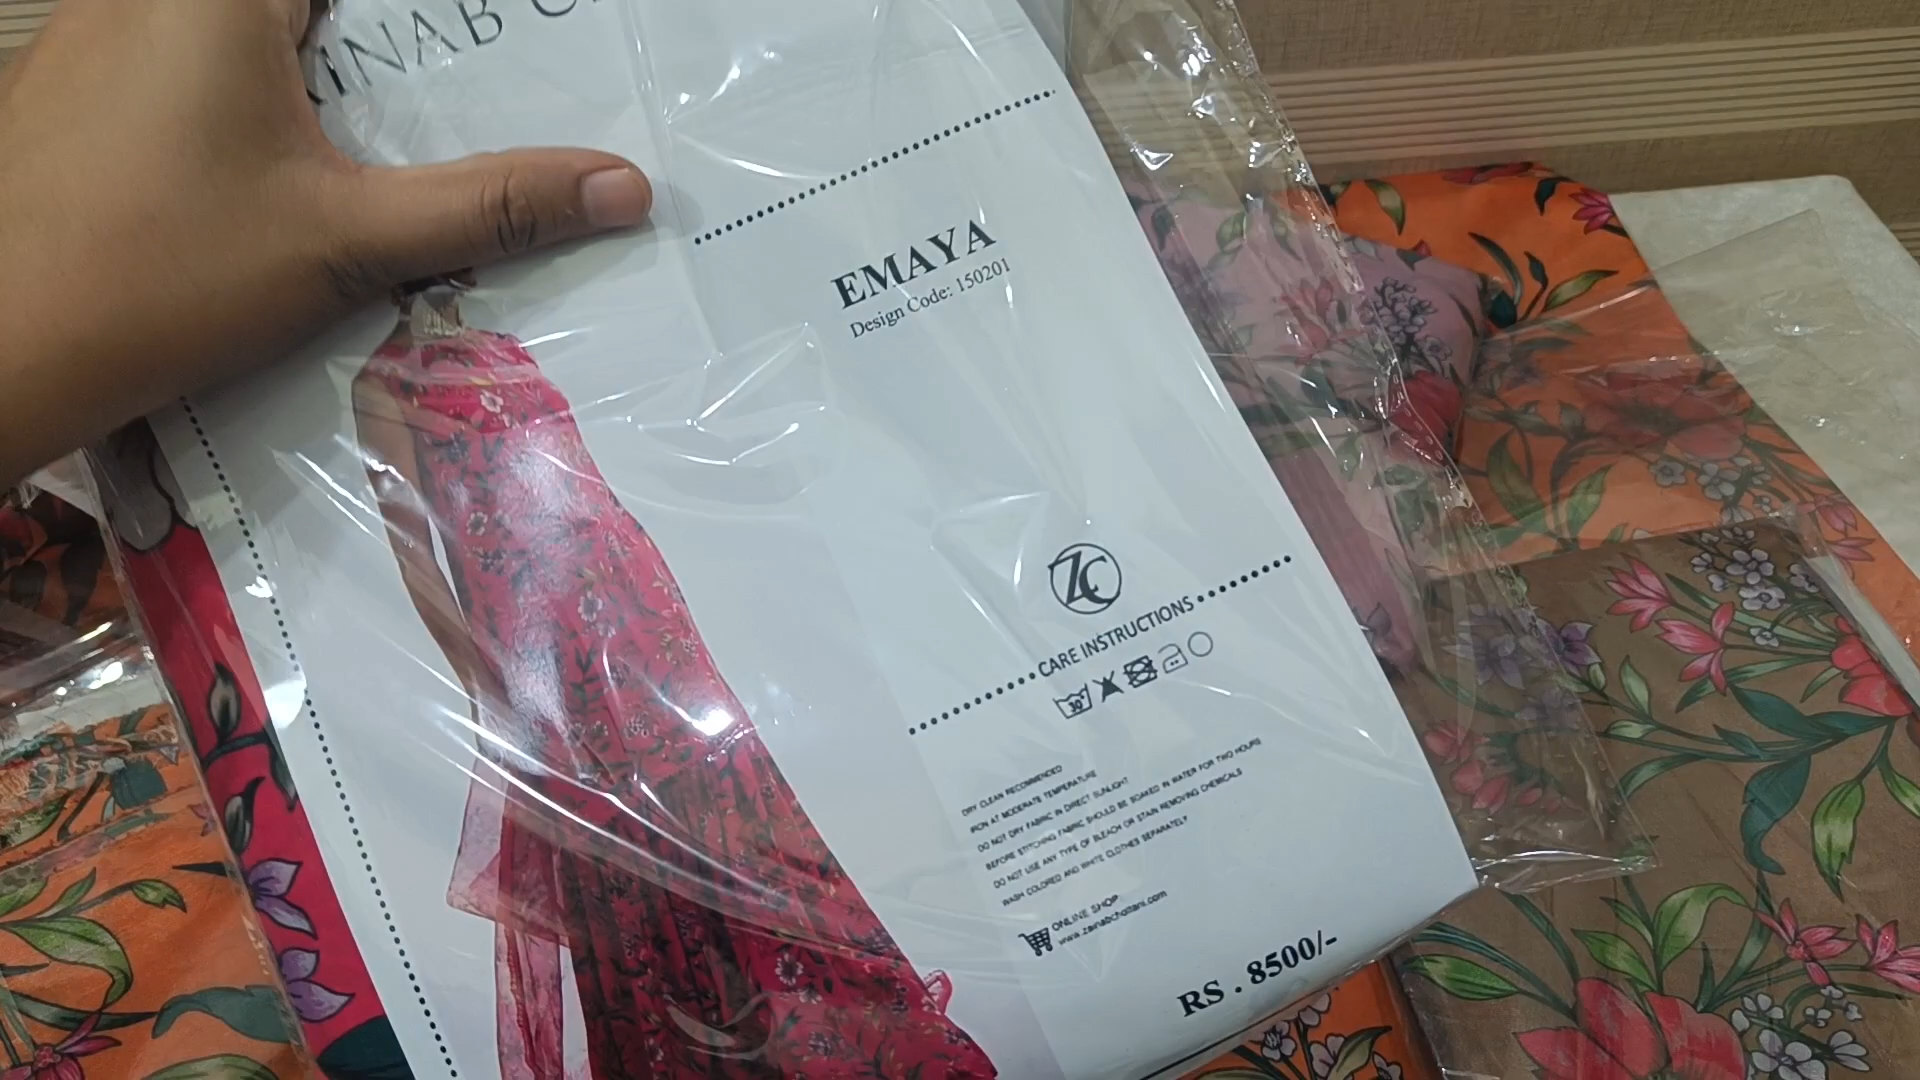 INAB C
EMAYA
Design Code: 150201
ZC
CARE INSTRUCTIONS
30°
DRY CLEAN RECOMMENDED
IRON AT MODERATE TEMPERATURE
DO NOT DRY FABRIC IN DIRECT SUNLIGHT
BEFORE STITCHING FABRIC SHOULD BE SOAKED IN WATER FOR TWO HOURS
DO NOT USE ANY TYPE OF BLEACH OR STAIN REMOVING CHEMICALS
WASH COLORED AND WHITE CLOTHES SEPARATELY
ONLINE SHOP:
www.zainabchottani.com
RS . 8500/-